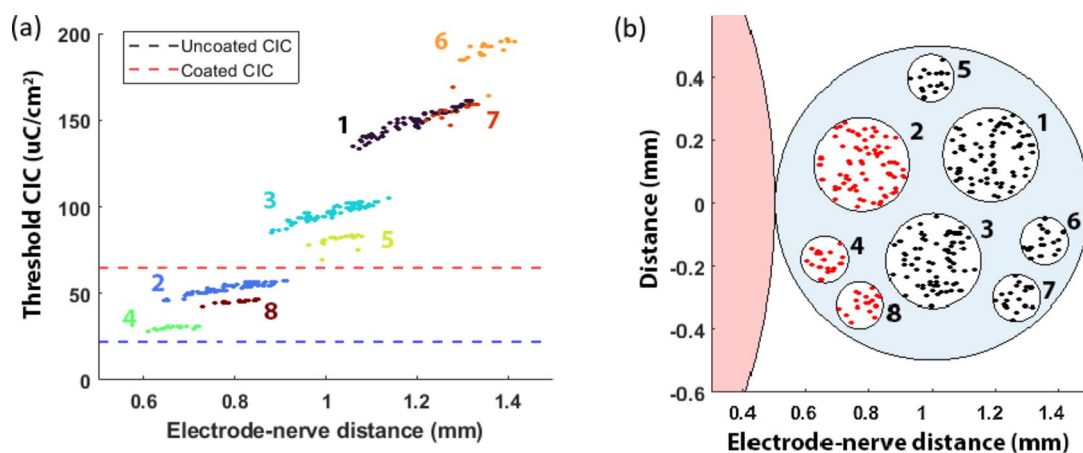 (a)
Threshold CIC (uC/cm²)
200
150
100
50
0
Uncoated CIC
Coated CIC
6
1
7
3
5
2
8
4
0.6 0.8 1 1.2 1.4
Electrode-nerve distance (mm)
(b)
Distance (mm)
0.4
0.2
0
-0.2
-0.4
-0.6
5
2
1
3
6
4
7
8
0.4 0.6 0.8 1 1.2 1.4
Electrode-nerve distance (mm)